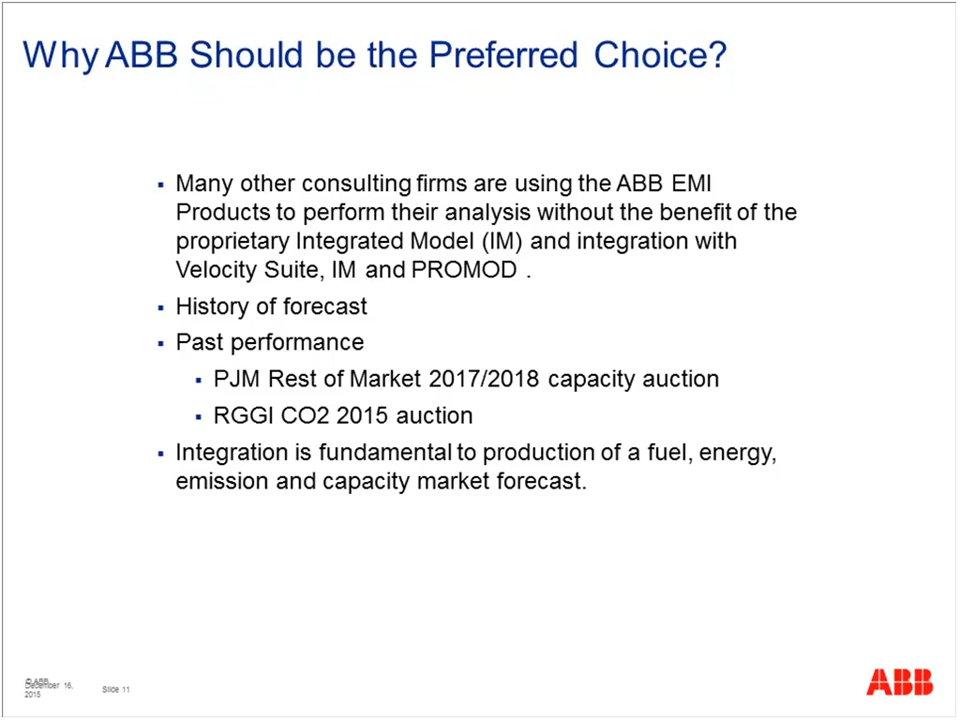 Why ABB Should be the Preferred Choice?
▪ Many other consulting firms are using the ABB EMI
Products to perform their analysis without the benefit of the
proprietary Integrated Model (IM) and integration with
Velocity Suite, IM and PROMOD .
▪ History of forecast
▪ Past performance
▪ PJM Rest of Market 2017/2018 capacity auction
▪ RGGI CO2 2015 auction
▪ Integration is fundamental to production of a fuel, energy,
emission and capacity market forecast.
© ABB
December 16,
2015
Slide 11
ABB